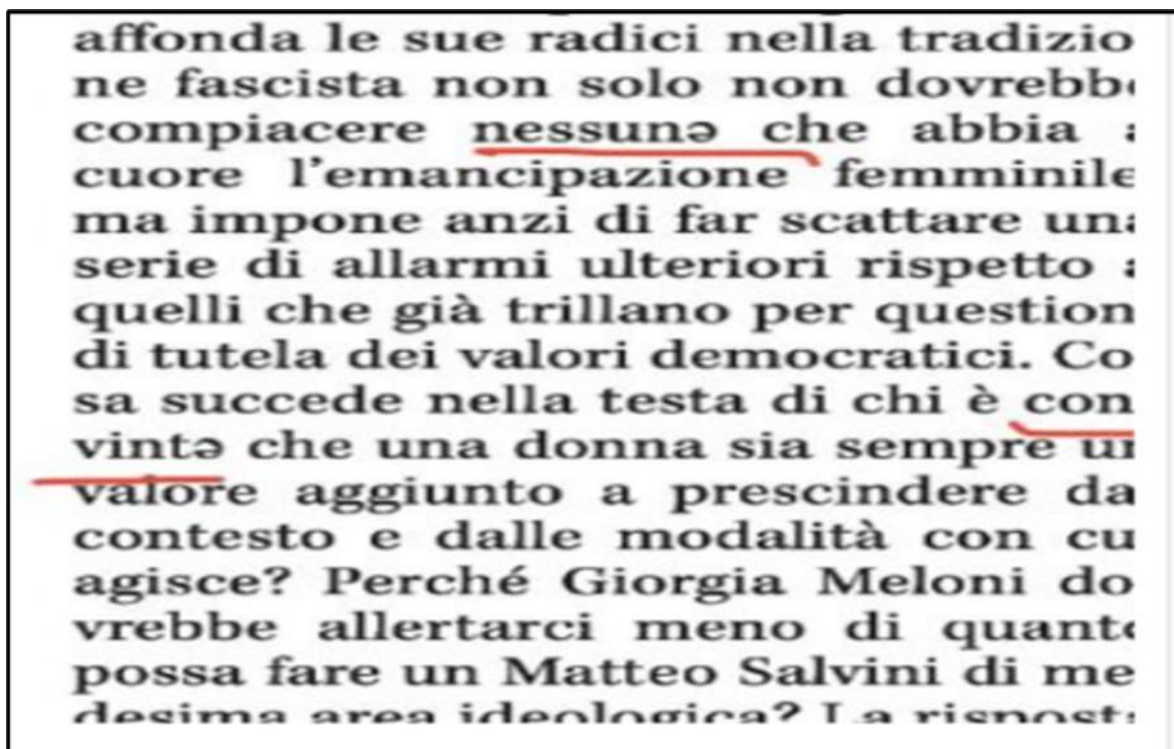 affonda le sue radici nella tradizio
ne fascista non solo non dovrebbe
compiacere nessunə che abbia a
cuore l’emancipazione femminile
ma impone anzi di far scattare una
serie di allarmi ulteriori rispetto a
quelli che già trillano per question
di tutela dei valori democratici. Co
sa succede nella testa di chi è con
vintə che una donna sia sempre un
valore aggiunto a prescindere da
contesto e dalle modalità con cu
agisce? Perché Giorgia Meloni do
vrebbe allertarci meno di quanto
possa fare un Matteo Salvini di me
desima area ideologica? La risposta